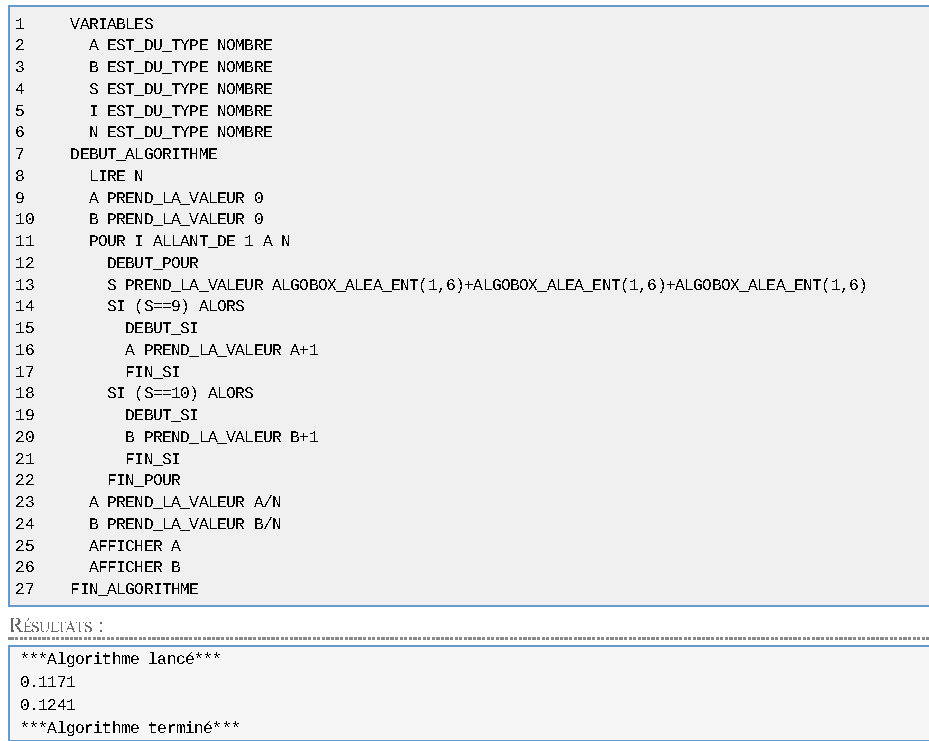 1 VARIABLES
2 A EST_DU_TYPE NOMBRE
3 B EST_DU_TYPE NOMBRE
4 S EST_DU_TYPE NOMBRE
5 I EST_DU_TYPE NOMBRE
6 N EST_DU_TYPE NOMBRE
7 DEBUT_ALGORITHME
8 LIRE N
9 A PREND_LA_VALEUR 0
10 B PREND_LA_VALEUR 0
11 POUR I ALLANT_DE 1 A N
12 DEBUT_POUR
13 S PREND_LA_VALEUR ALGOBOX_ALEA_ENT(1,6)+ALGOBOX_ALEA_ENT(1,6)+ALGOBOX_ALEA_ENT(1,6)
14 SI (S==9) ALORS
15 DEBUT_SI
16 A PREND_LA_VALEUR A+1
17 FIN_SI
18 SI (S==10) ALORS
19 DEBUT_SI
20 B PREND_LA_VALEUR B+1
21 FIN_SI
22 FIN_POUR
23 A PREND_LA_VALEUR A/N
24 B PREND_LA_VALEUR B/N
25 AFFICHER A
26 AFFICHER B
27 FIN_ALGORITHME
RÉSULTATS :
***Algorithme lancé***
0.1171
0.1241
***Algorithme terminé***